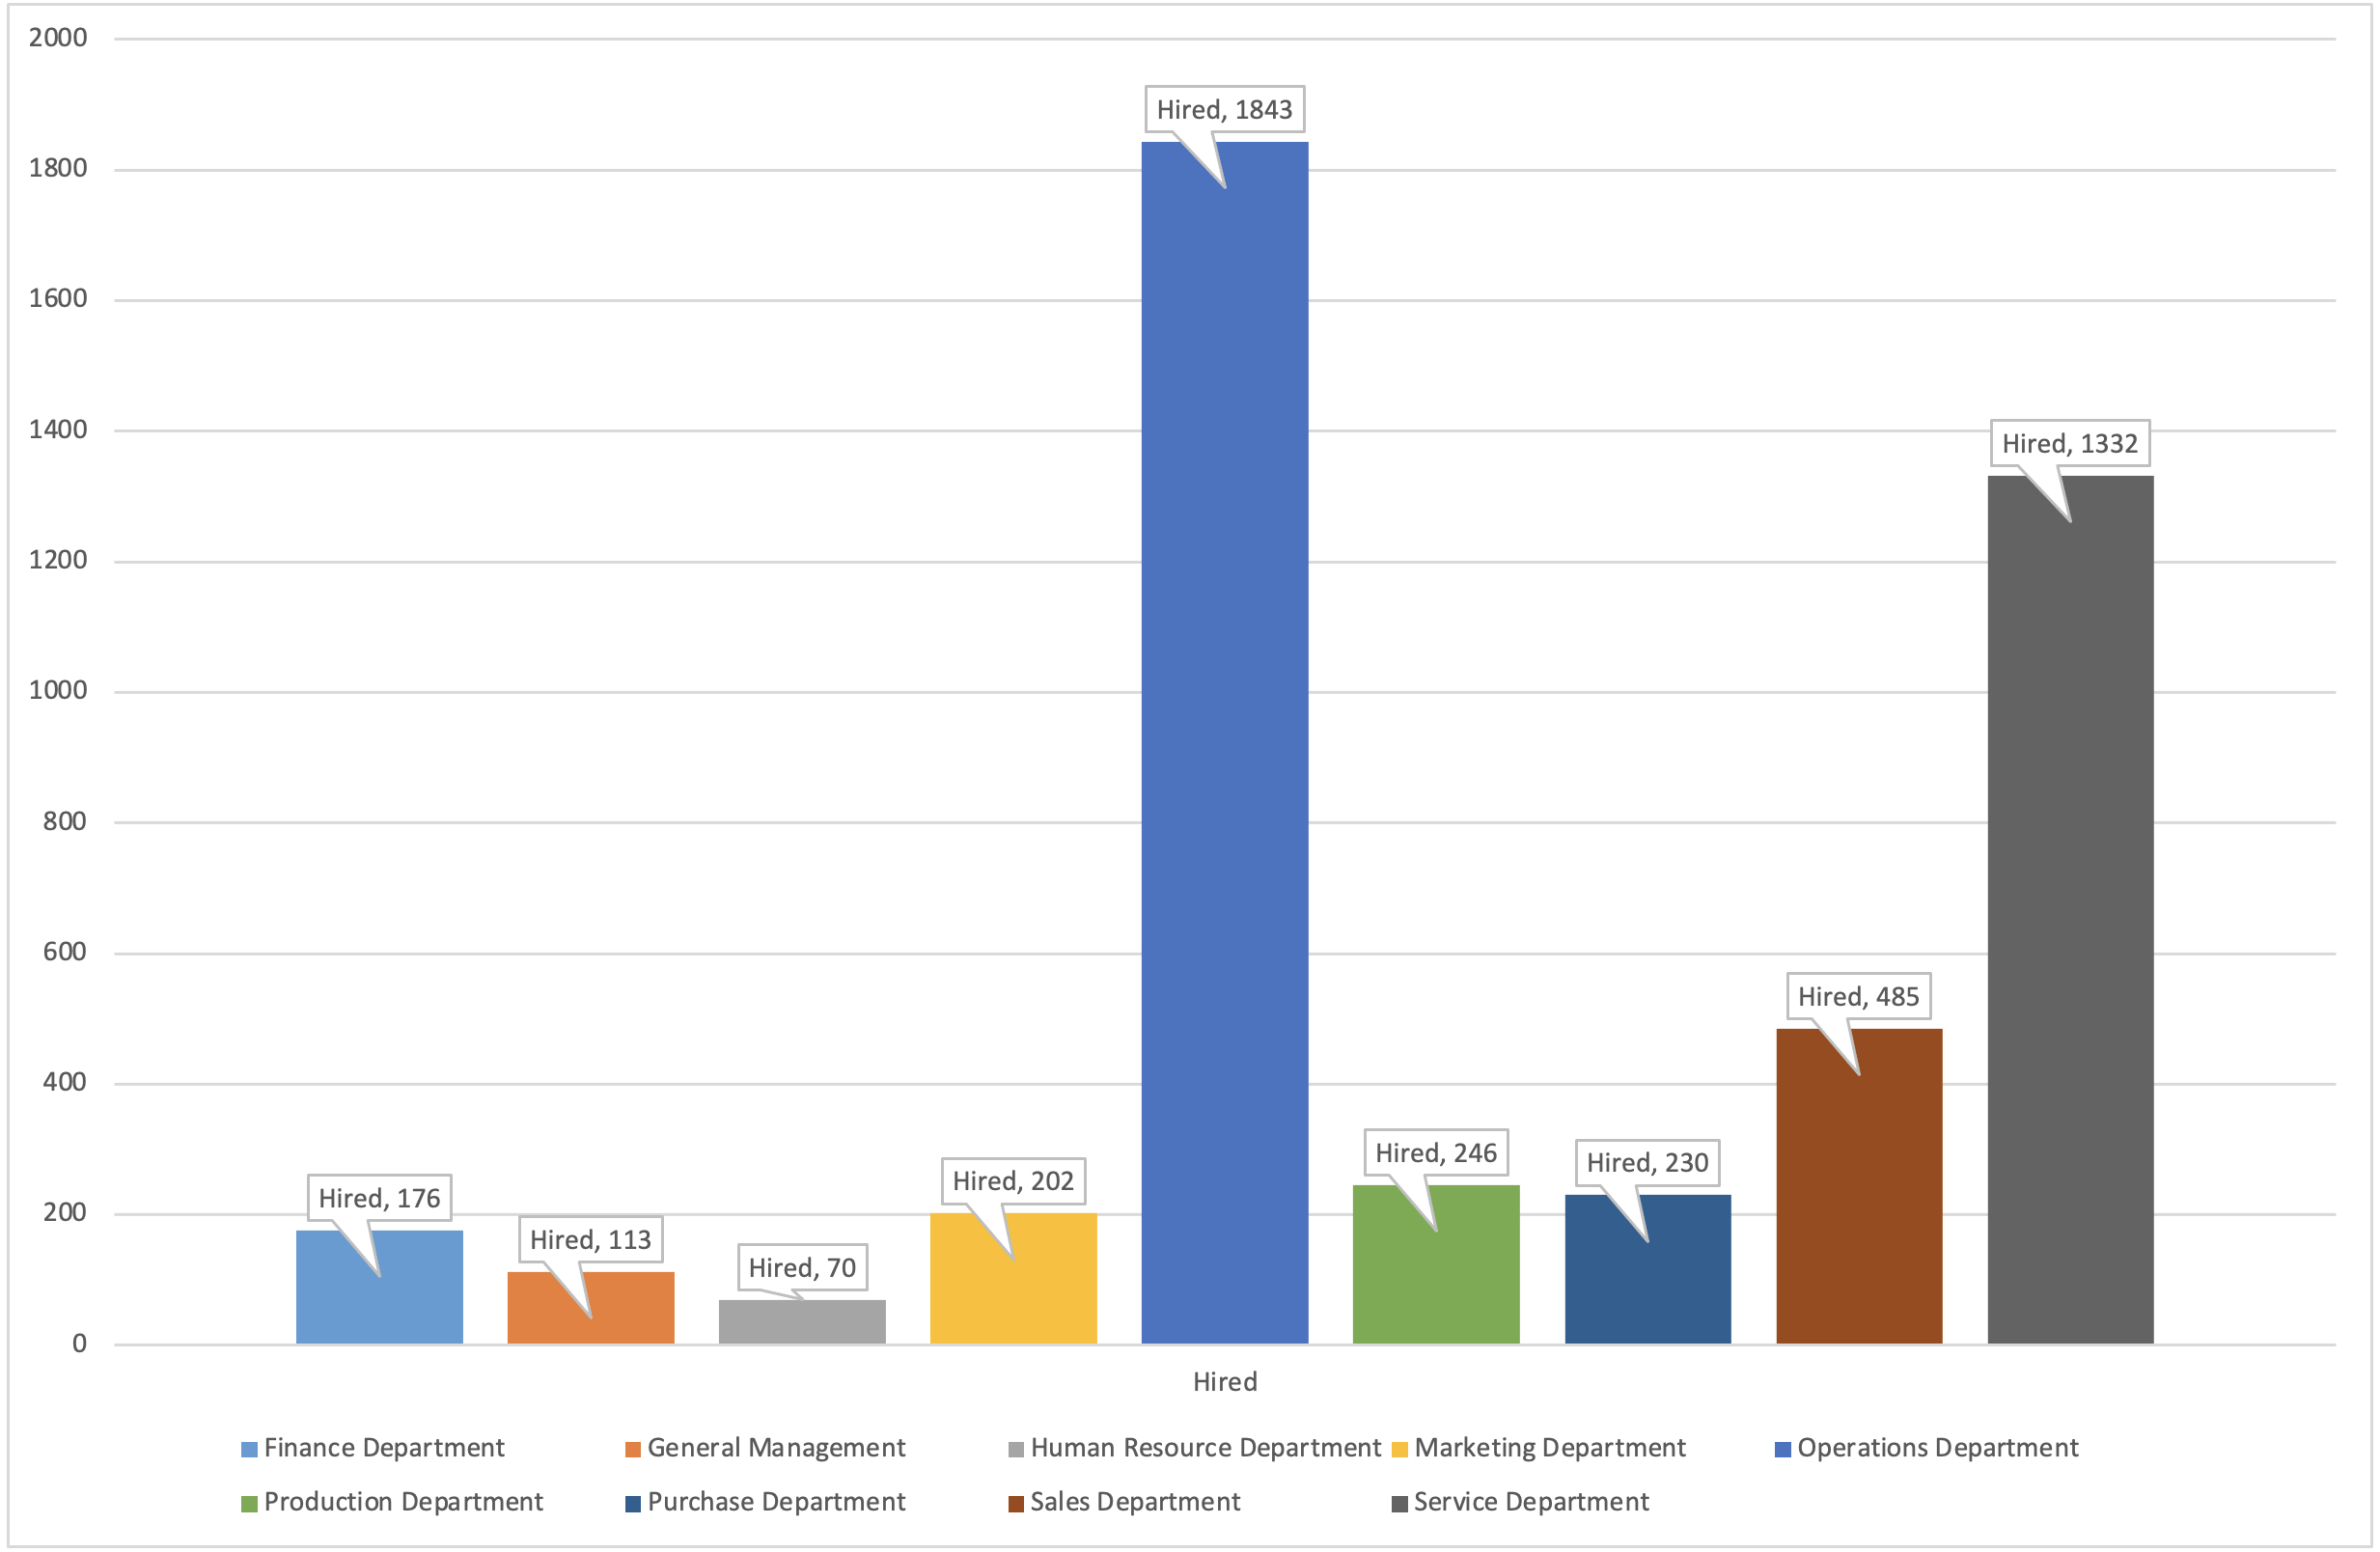 2000
Hired, 1843
1800
1600
1400
Hired, 1332
1200
1000
800
600
Hired, 485
400
Hired, 246
Hired, 230
Hired, 202
Hired, 176
200
Hired, 113
Hired, 70
0
Hired
Finance Department
General Management
Human Resource Department
Marketing Department
Operations Department
Production Department
Purchase Department
Sales Department
Service Department